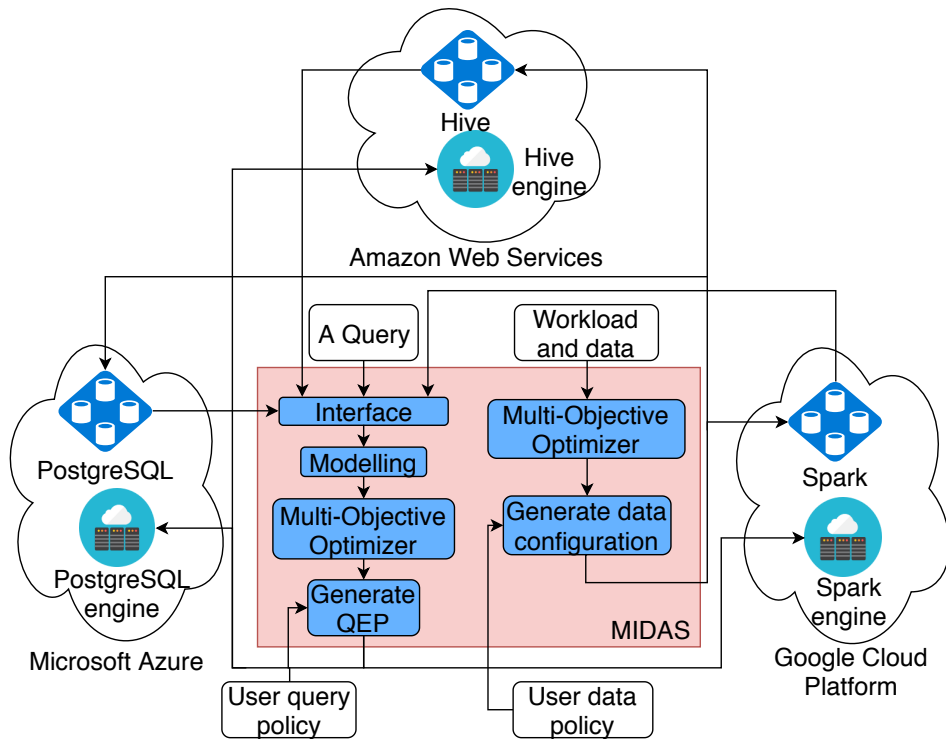 Hive
Hive
engine
Amazon Web Services
A Query
Workload
and data
Interface
Modelling
Multi-Objective
Optimizer
Generate
QEP
Multi-Objective
Optimizer
Generate data
configuration
MIDAS
PostgreSQL
PostgreSQL
engine
Microsoft Azure
Spark
Spark
engine
Google Cloud
Platform
User query
policy
User data
policy